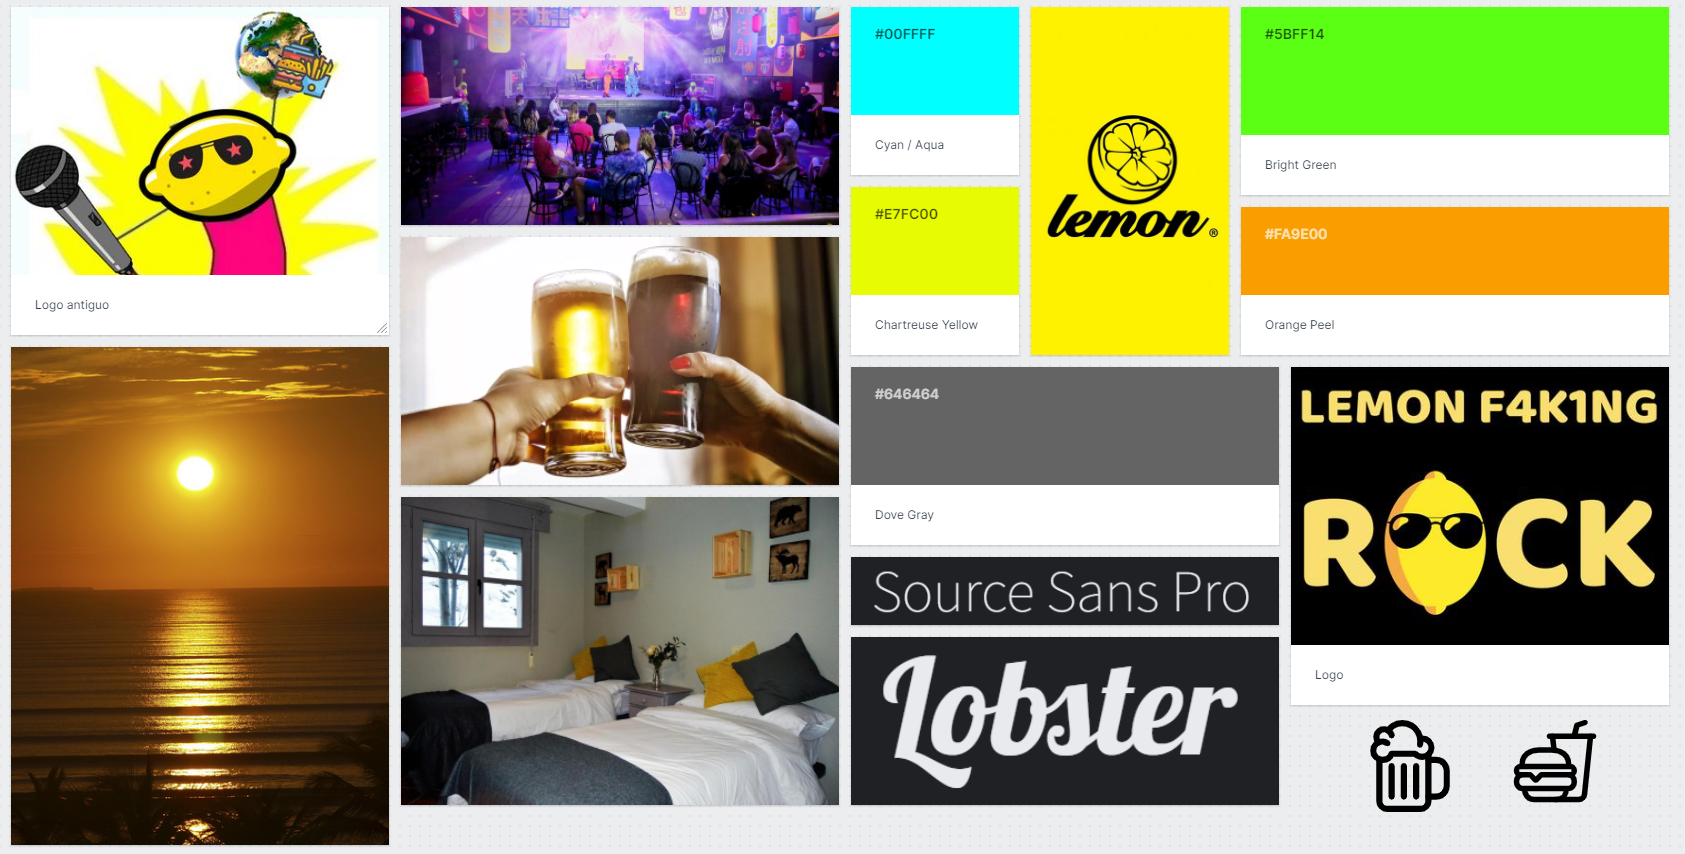 Logo antiguo
#00FFFF
Cyan / Aqua
#E7FC00
Chartreuse Yellow
lemon®
#5BFF14
Bright Green
#FA9E00
Orange Peel
#646464
Dove Gray
Source Sans Pro
Lobster
LEMON F4K1NG
ROCK
Logo